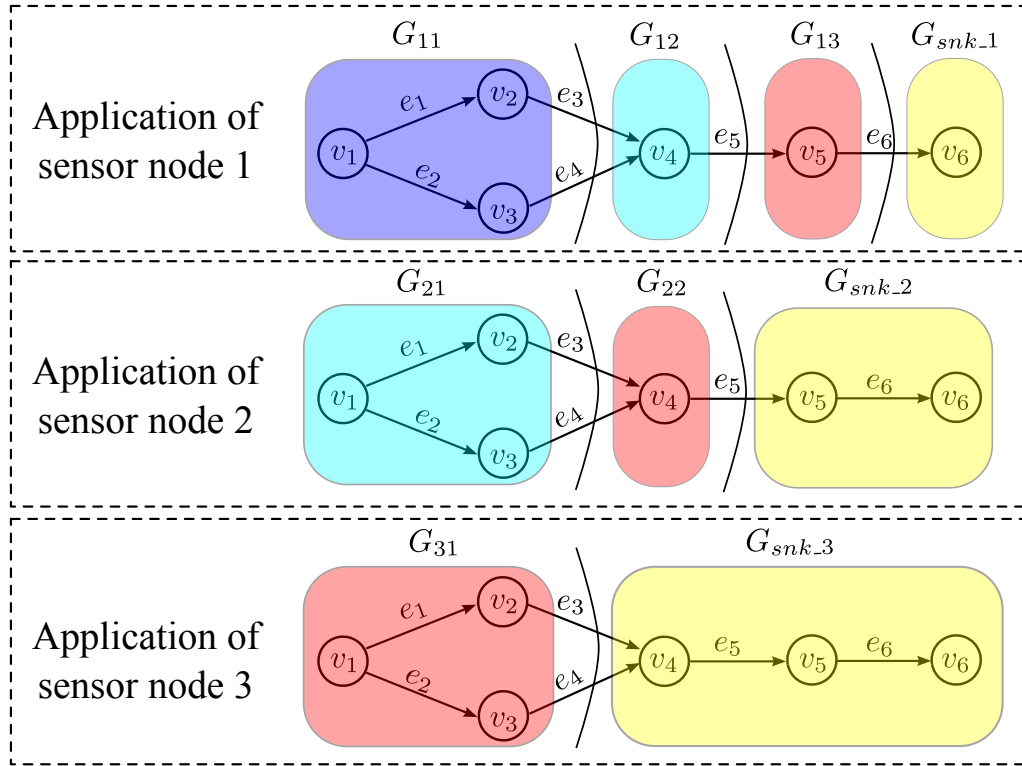 G11 G12 G13 Gsnk_1
Application of
sensor node 1
v1 e1 v2 e2 v3 e3 e4 v4 e5 v5 e6 v6
G21 G22 Gsnk_2
Application of
sensor node 2
v1 e1 v2 e2 v3 e3 e4 v4 e5 v5 e6 v6
G31 Gsnk_3
Application of
sensor node 3
v1 e1 v2 e2 v3 e3 e4 v4 e5 v5 e6 v6